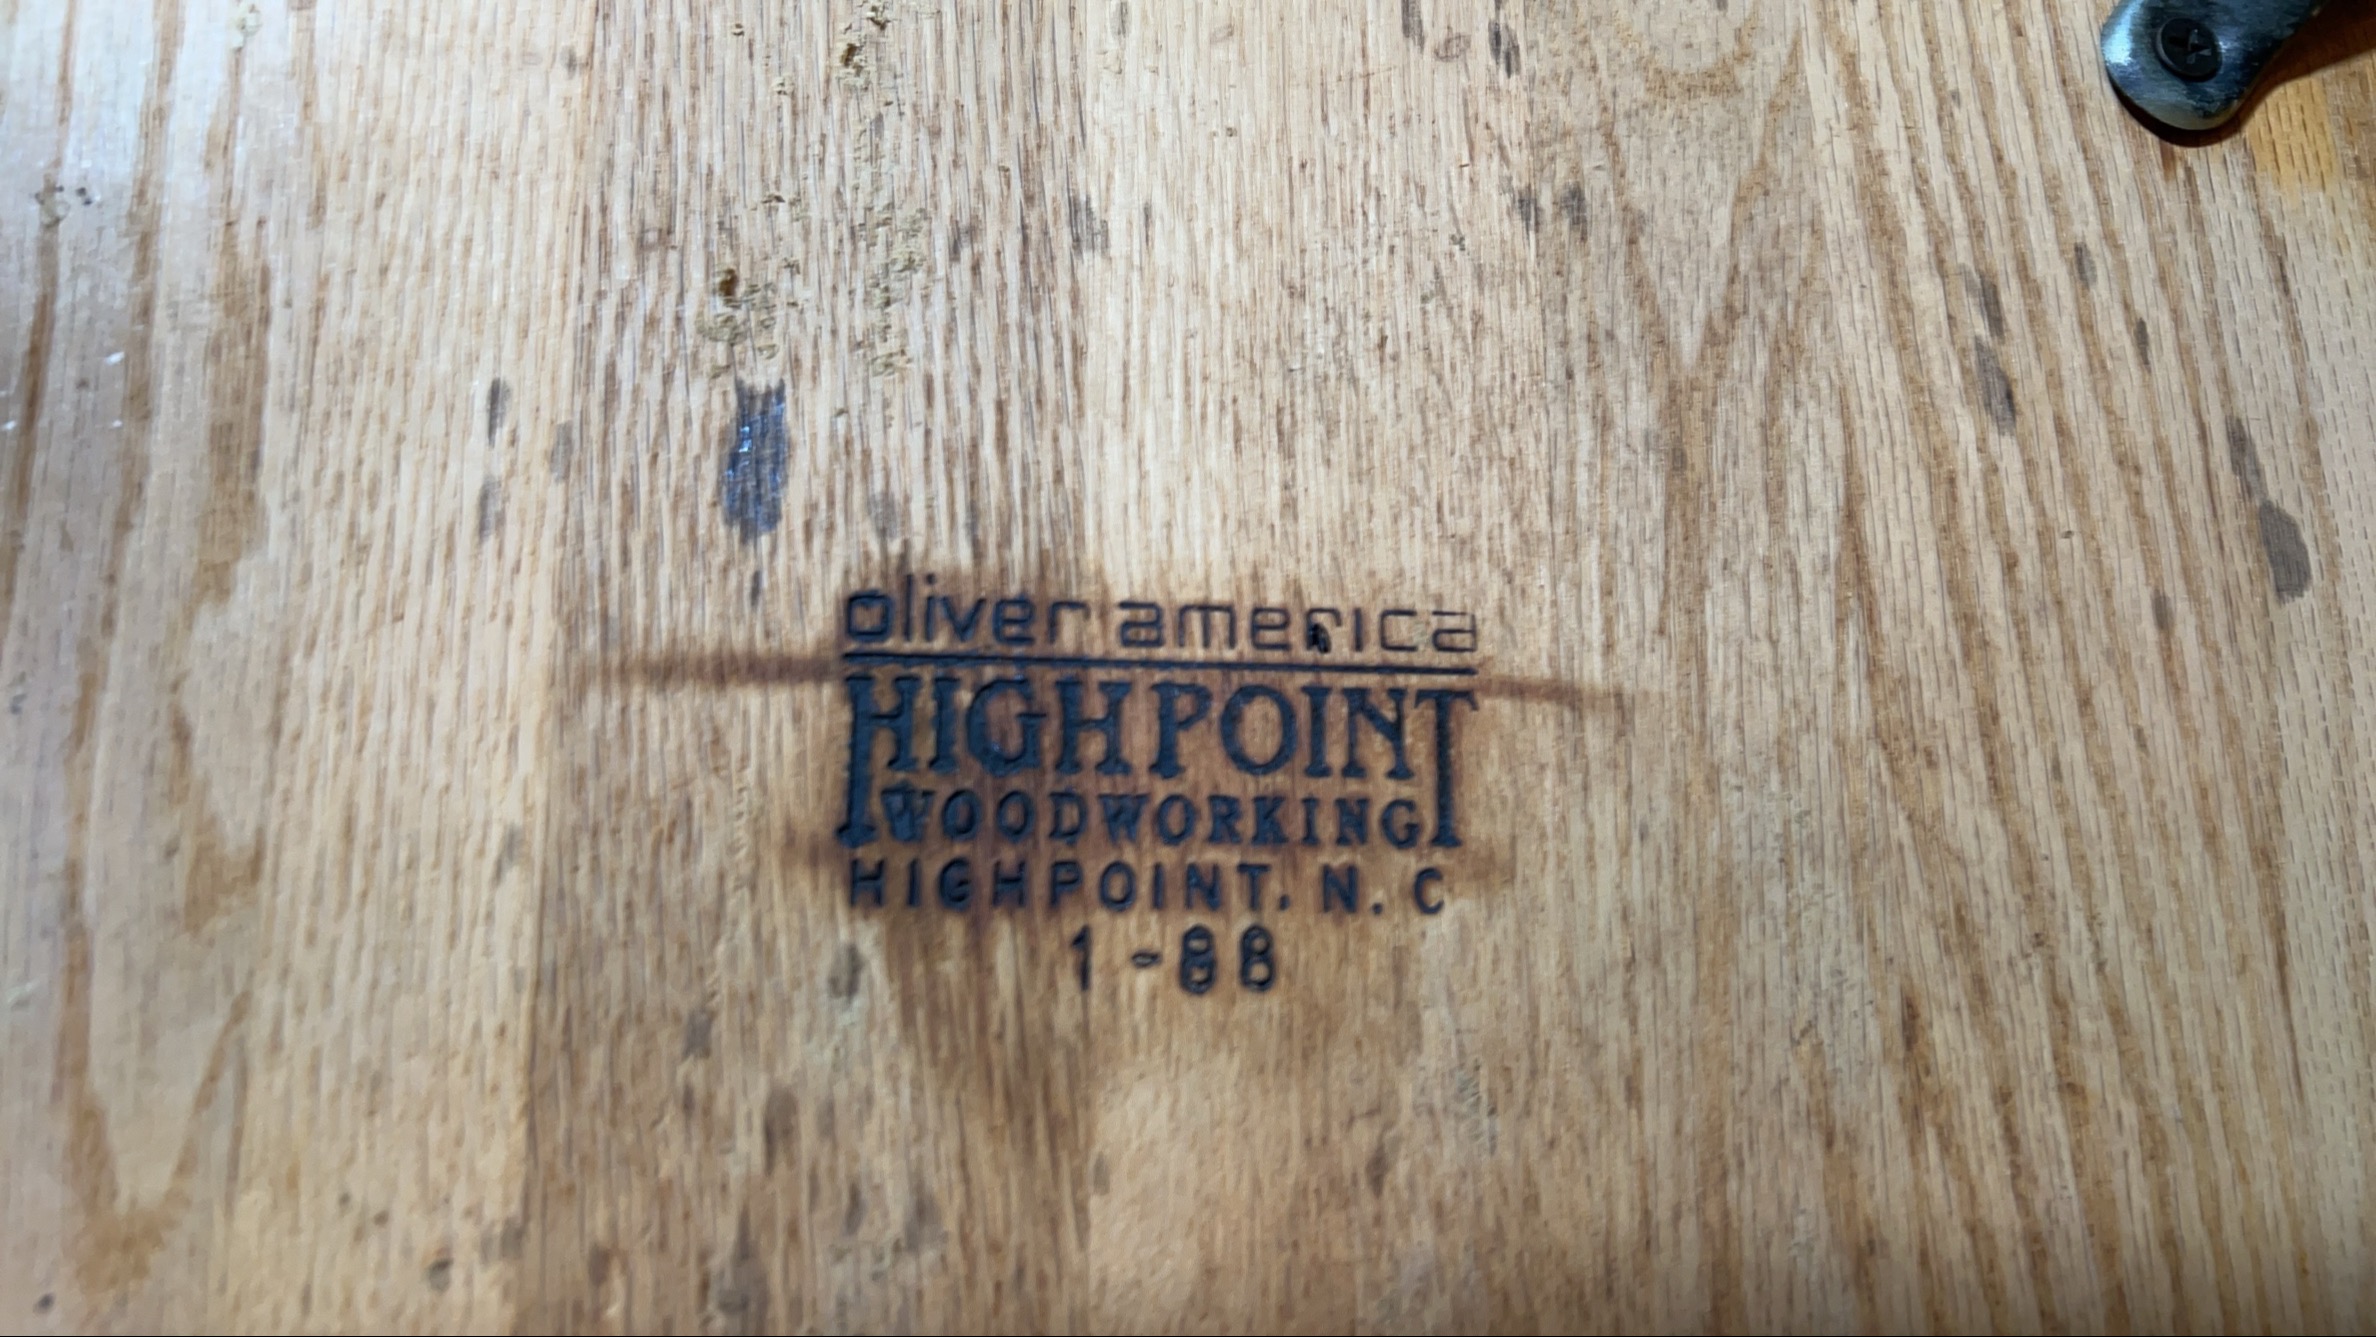 oliver america
HIGHPOINT
WOODWORKING
HIGHPOINT, N. C
1-88